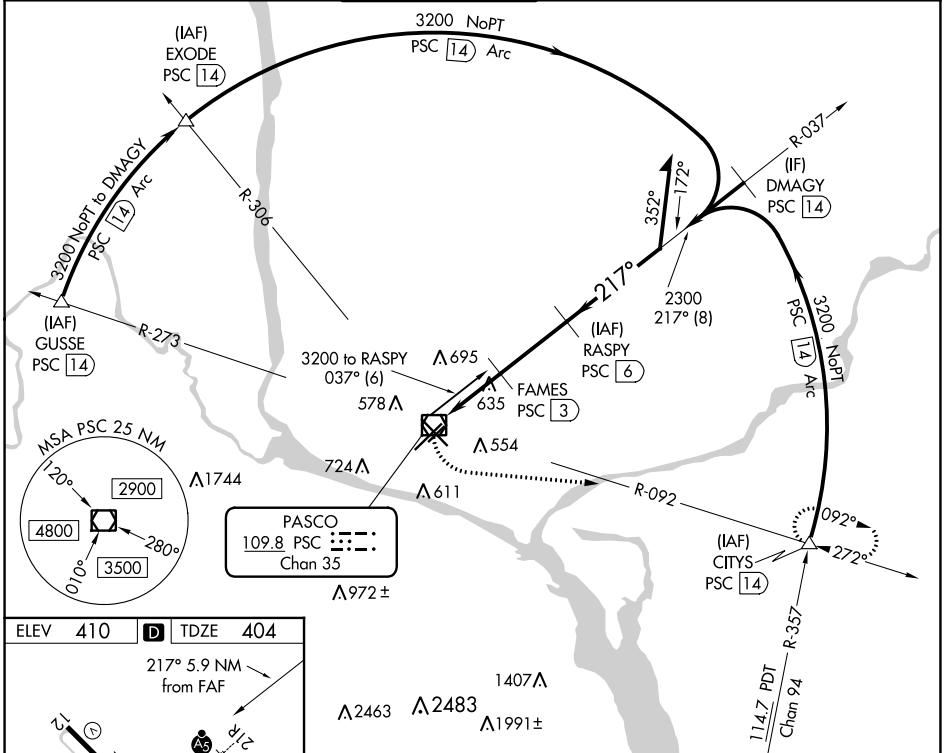 3200 NoPT
PSC 14 Arc
(IAF)
EXODE
PSC 14
3200 NoPT to DMAGY
PSC 14 Arc
R-306
R-037
(IF)
DMAGY
PSC 14
352°
172°
217°
2300
217° (8)
3200 NoPT
PSC 14 Arc
(IAF)
GUSSE
PSC 14
R-273
(IAF)
RASPY
PSC 6
3200 to RASPY
037° (6)
695
FAMES
PSC 3
635
578
554
724
611
R-092
MSA PSC 25 NM
120°
2900
4800
280°
3500
010°
1744
PASCO
109.8 PSC
Chan 35
(IAF)
CITYS
PSC 14
092°
272°
972±
R-357
114.7 PDT
Chan 94
ELEV 410 D TDZE 404
217° 5.9 NM
from FAF
12
V
A5
21R
1407
2463
2483
1991±